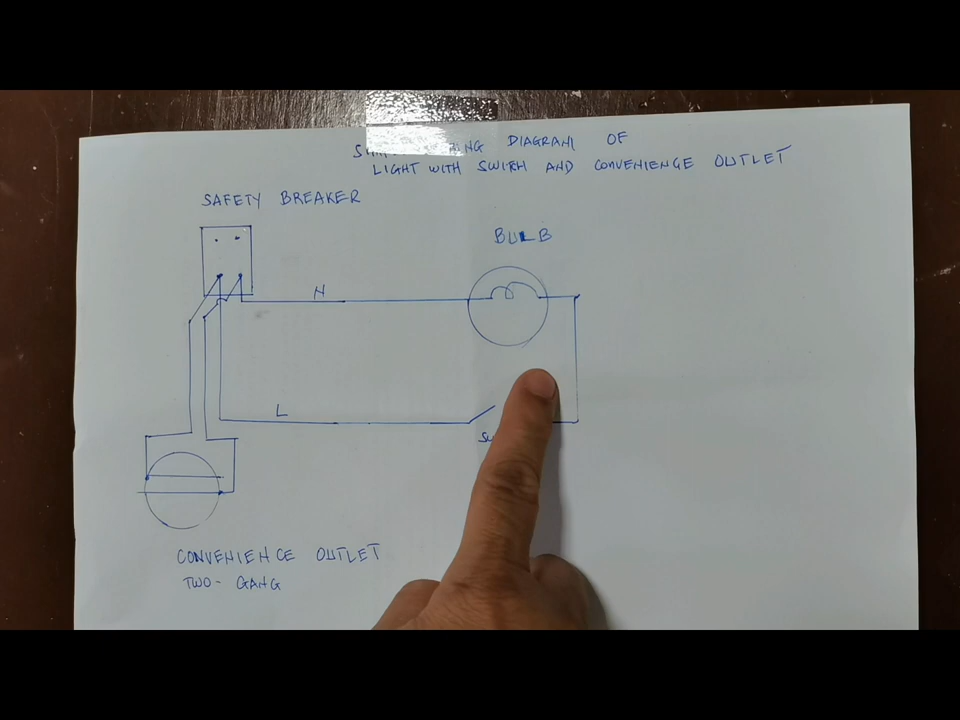 DIAGRAM OF
LIGHT WITH SWITCH AND CONVENIENCE OUTLET
SAFETY BREAKER
BULB
N
L
CONVENIENCE OUTLET
TWO- GANG